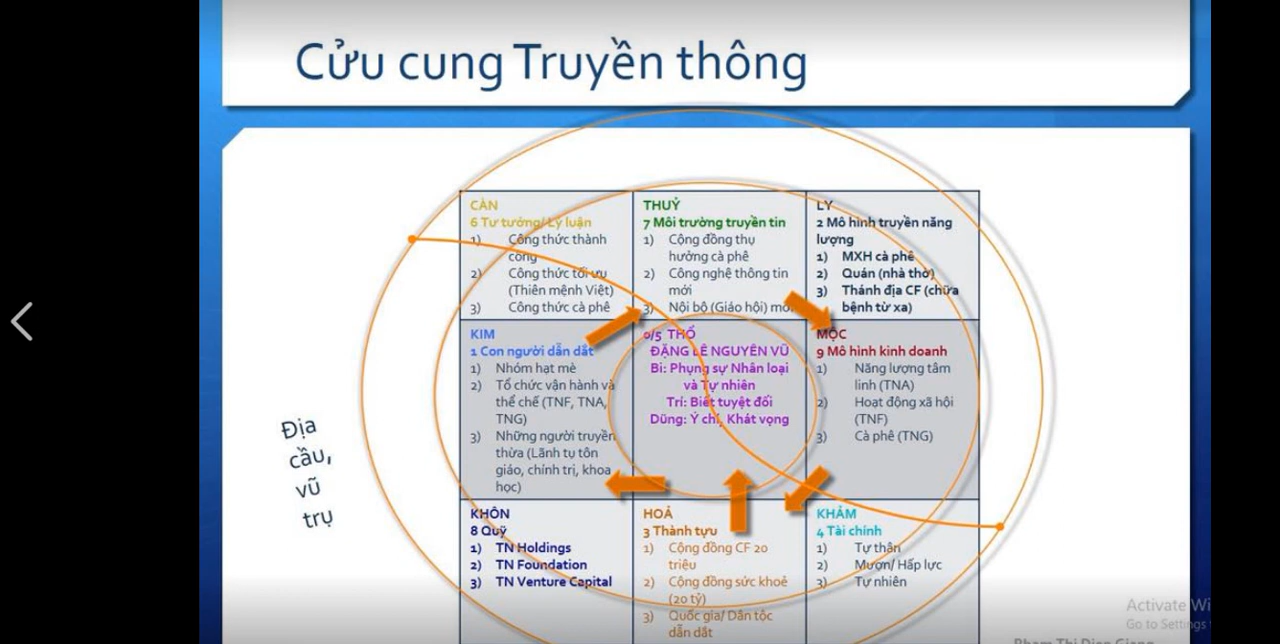 Cửu cung Truyền thông
CÀN
6 Tư tưởng/ Lý luận
1) Công thức thành
công
2) Công thức tối ưu
(Thiên mệnh Việt)
3) Công thức cà phê
THUỶ
7 Môi trường truyền tin
1) Cộng đồng thụ
hưởng cà phê
2) Công nghệ thông tin
mới
3) Nội bộ (Giáo hội)
LY
2 Mô hình truyền năng
lượng
1) MXH cà phê
2) Quán (nhà thờ)
3) Thánh địa CF (chữa
bệnh từ xa)
KIM
1 Con người dẫn dắt
1) Nhóm hạt mè
2) Tổ chức vận hành và
thể chế (TNF, TNA,
TNG)
3) Những người truyền
thừa (Lãnh tụ tôn
giáo, chính trị, khoa
học)
0/5 THỔ
ĐẶNG LÊ NGUYÊN VŨ
Bi: Phụng sự Nhân loại
và Tự nhiên
Trí: Biết tuyệt đối
Dũng: Ý chí, Khát vọng
MỘC
9 Mô hình kinh doanh
1) Năng lượng tâm
linh (TNA)
2) Hoạt động xã hội
(TNF)
3) Cà phê (TNG)
Địa
cầu,
vũ
trụ
KHÔN
8 Quỹ
1) TN Holdings
2) TN Foundation
3) TN Venture Capital
HOẢ
3 Thành tựu
1) Cộng đồng CF 20
triệu
2) Cộng đồng sức khoẻ
(20 tỷ)
3) Quốc gia/ Dân tộc
dẫn dắt
KHẢM
4 Tài chính
1) Tự thân
2) Mượn/ Hấp lực
3) Tự nhiên
Activate Wi
Go to Settings